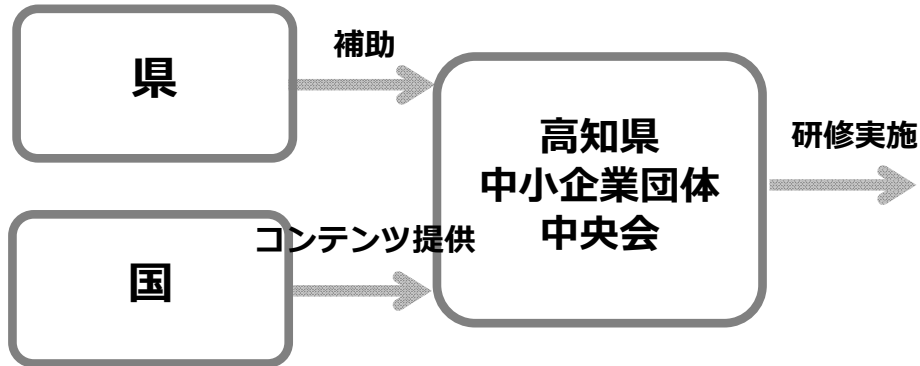 県
補助
高知県
中小企業団体
中央会
研修実施
国
コンテンツ提供